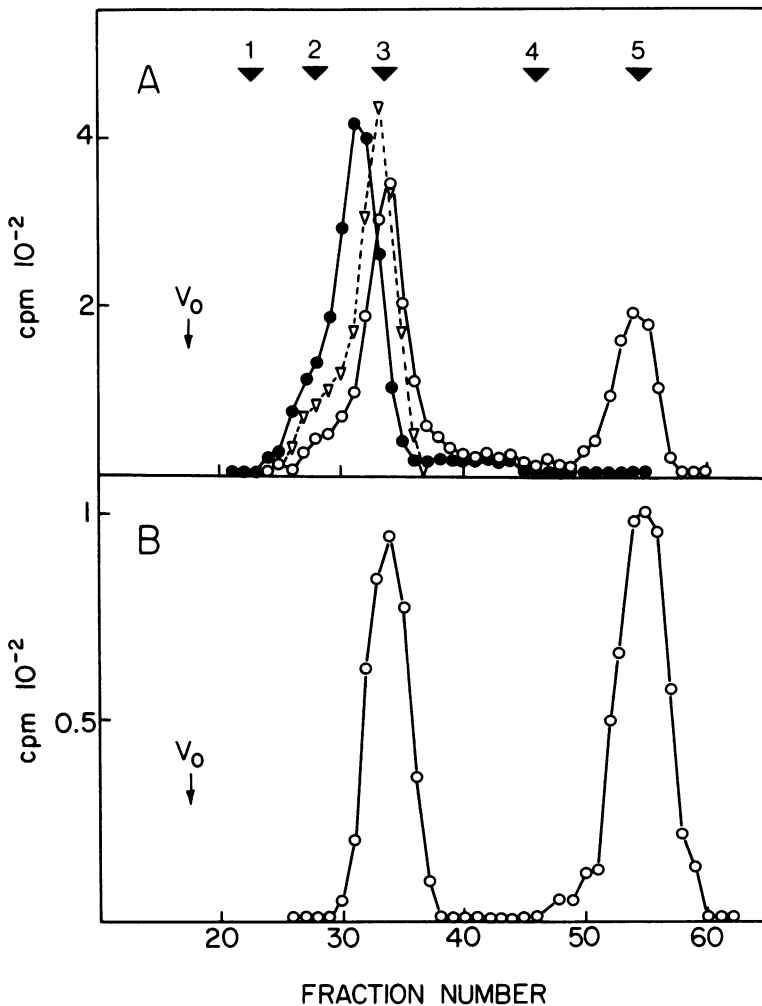 1 2 3 4 5
A
4
2
cpm 10⁻²
V₀
B
1
0.5
cpm 10⁻²
V₀
20 30 40 50 60
FRACTION NUMBER